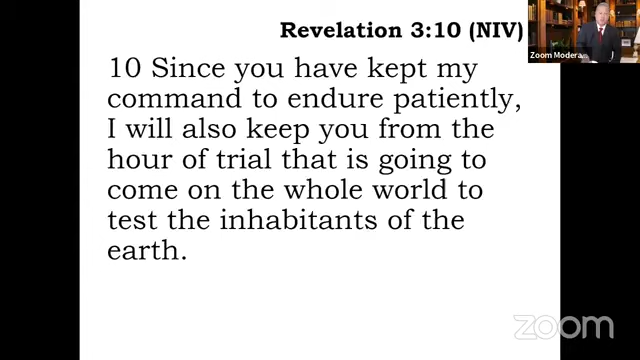 Revelation 3:10 (NIV)
10 Since you have kept my
command to endure patiently,
I will also keep you from the
hour of trial that is going to
come on the whole world to
test the inhabitants of the
earth.
Zoom Modera
zoom